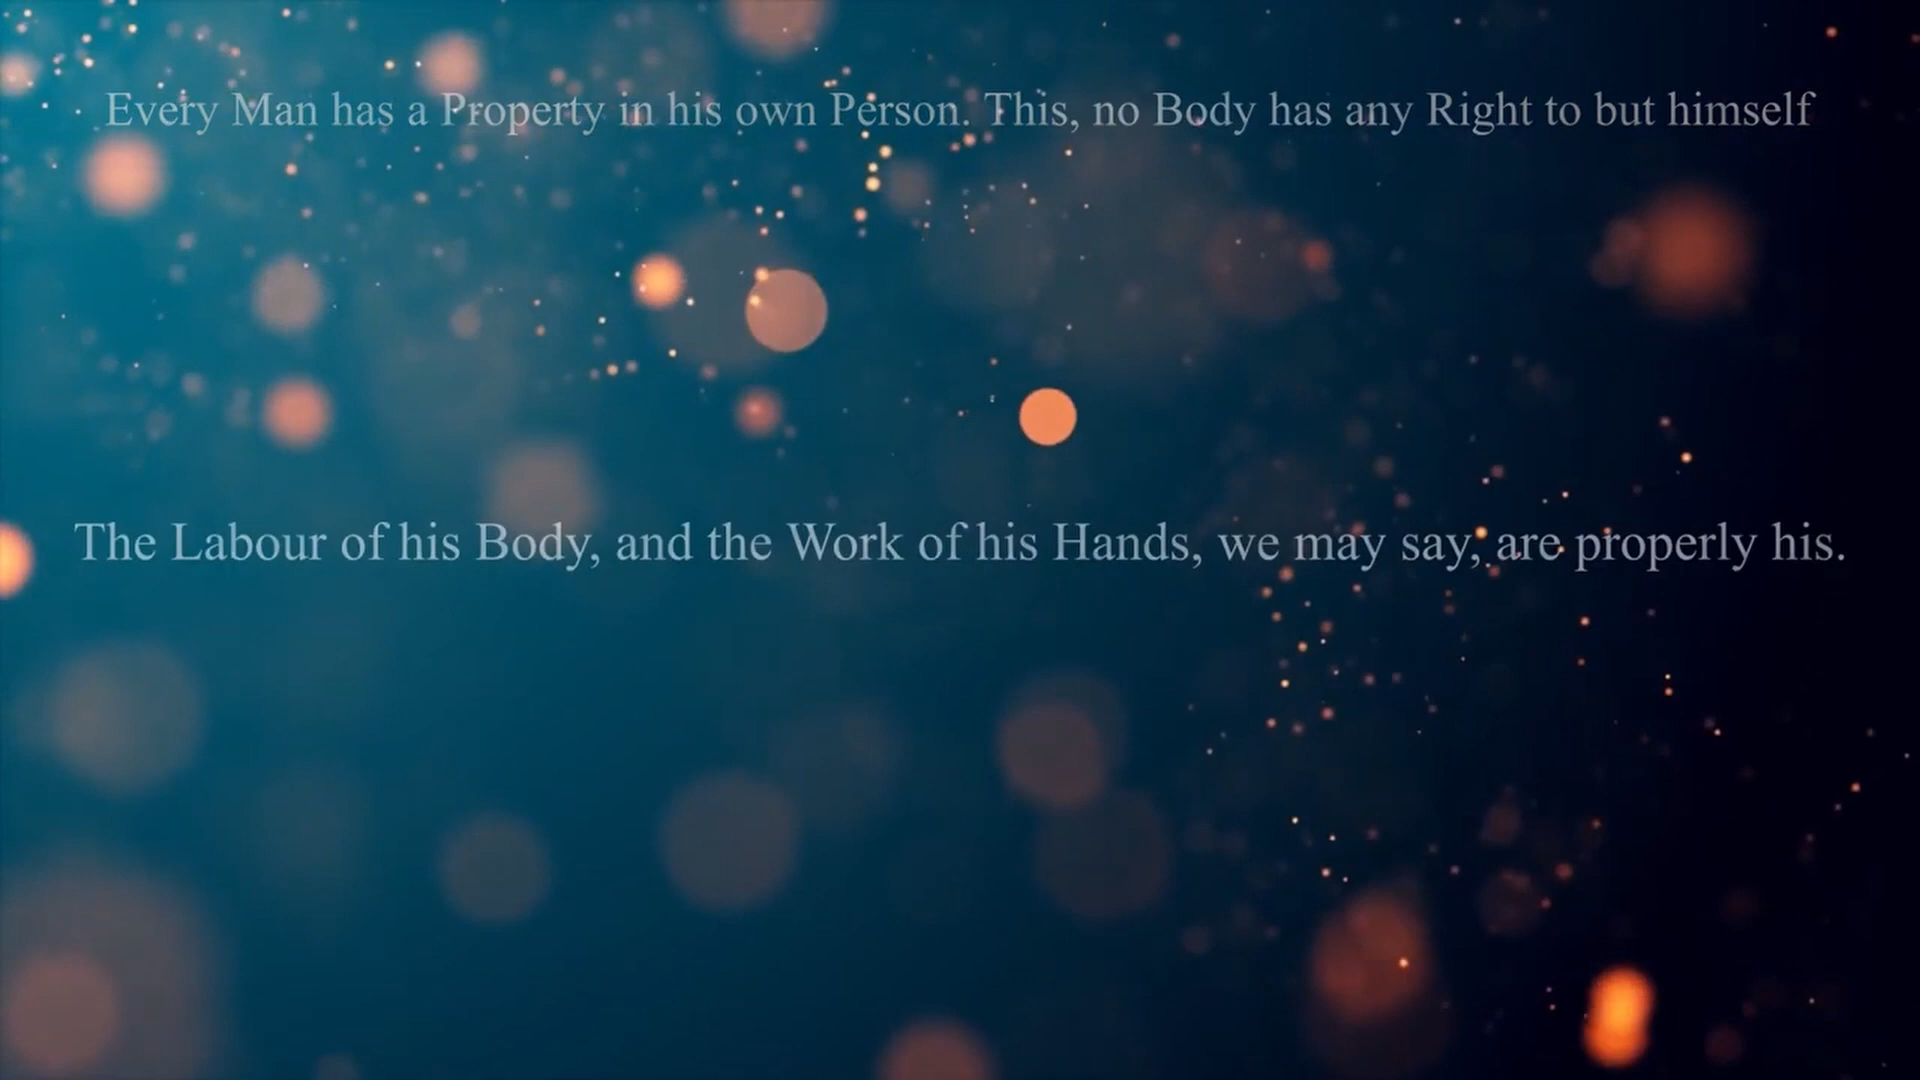 Every Man has a Property in his own Person. This, no Body has any Right to but himself
The Labour of his Body, and the Work of his Hands, we may say, are properly his.